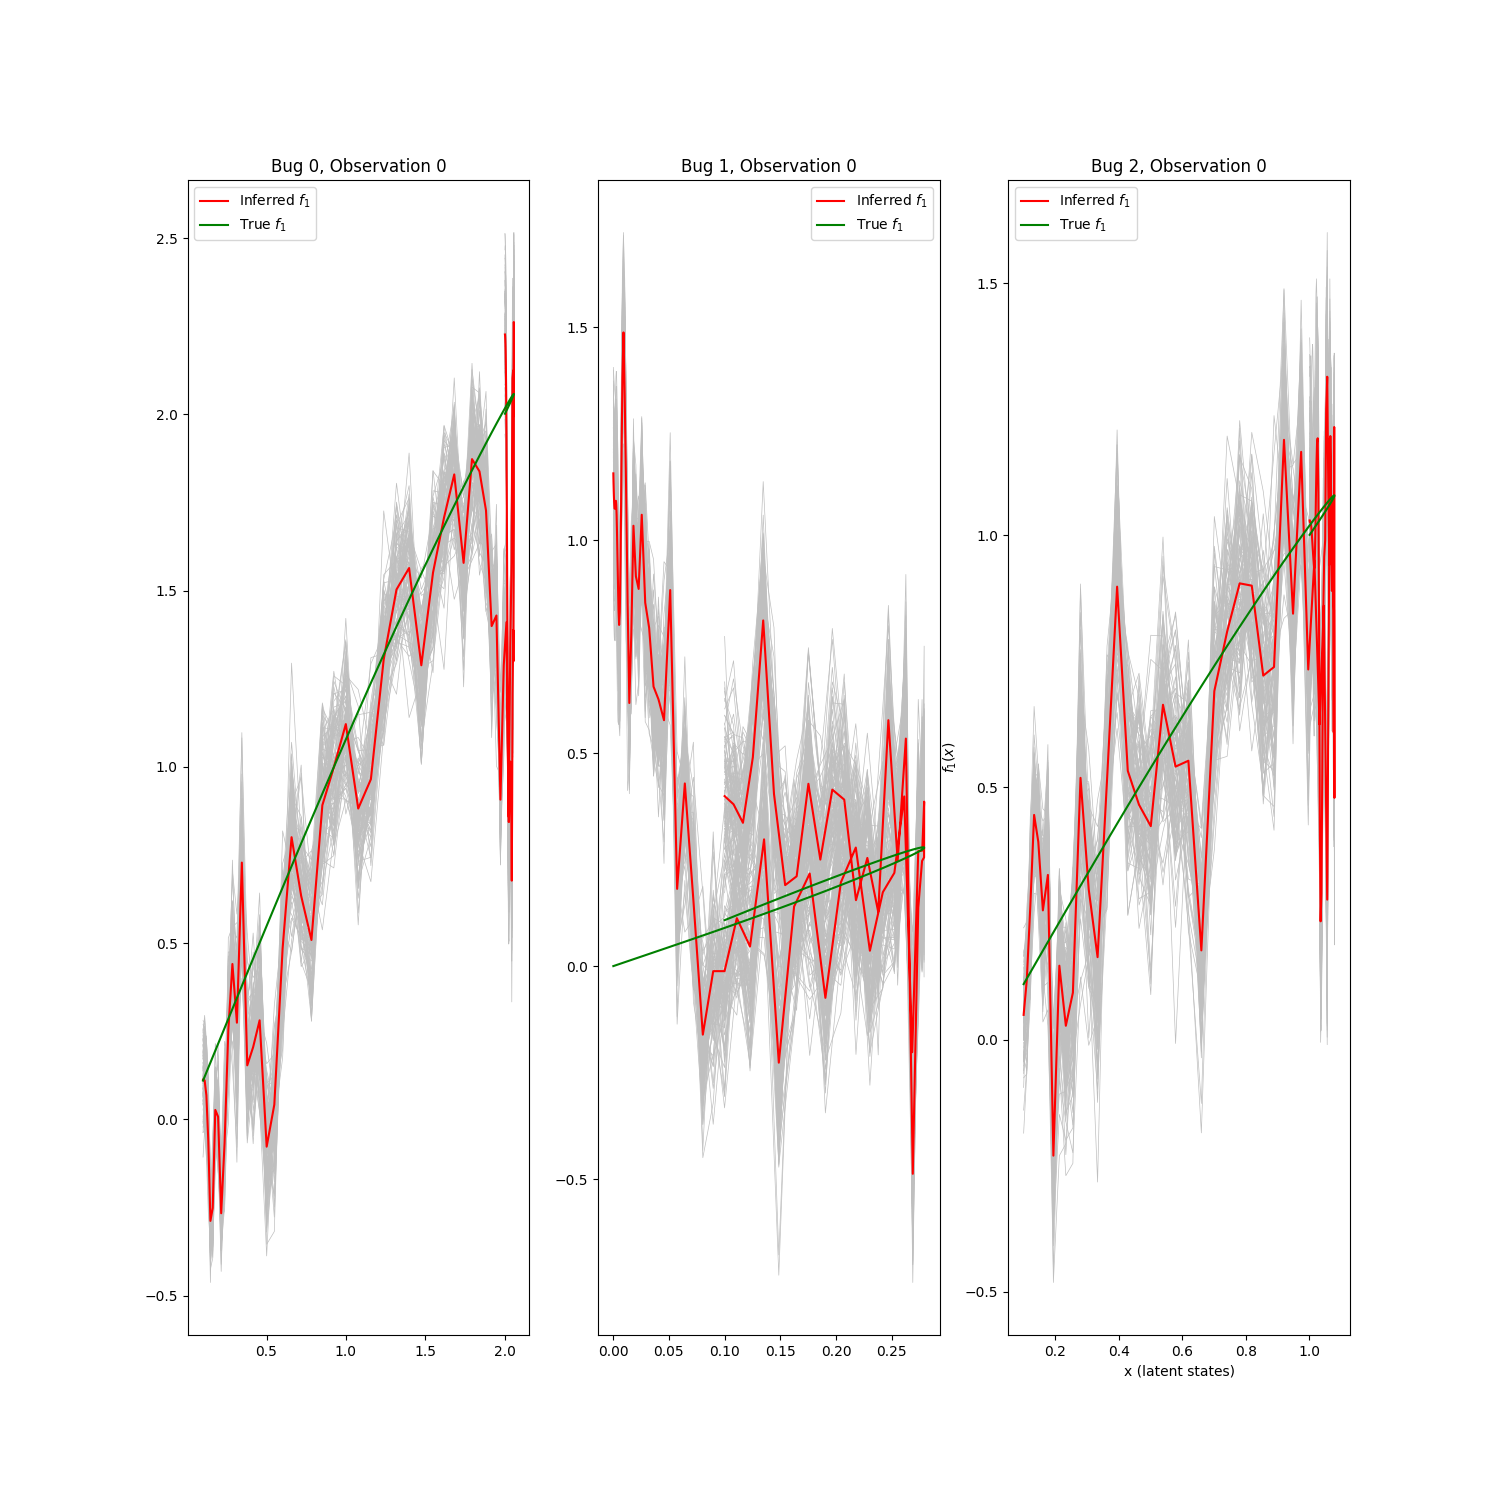 Bug 0, Observation 0
Inferred f₁
True f₁
2.5
2.0
1.5
1.0
0.5
0.0
−0.5
0.5
1.0
1.5
2.0
Bug 1, Observation 0
Inferred f₁
True f₁
1.5
1.0
0.5
0.0
−0.5
0.00
0.05
0.10
0.15
0.20
0.25
Bug 2, Observation 0
Inferred f₁
True f₁
f₁(x)
1.5
1.0
0.5
0.0
−0.5
0.2
0.4
0.6
0.8
1.0
x (latent states)